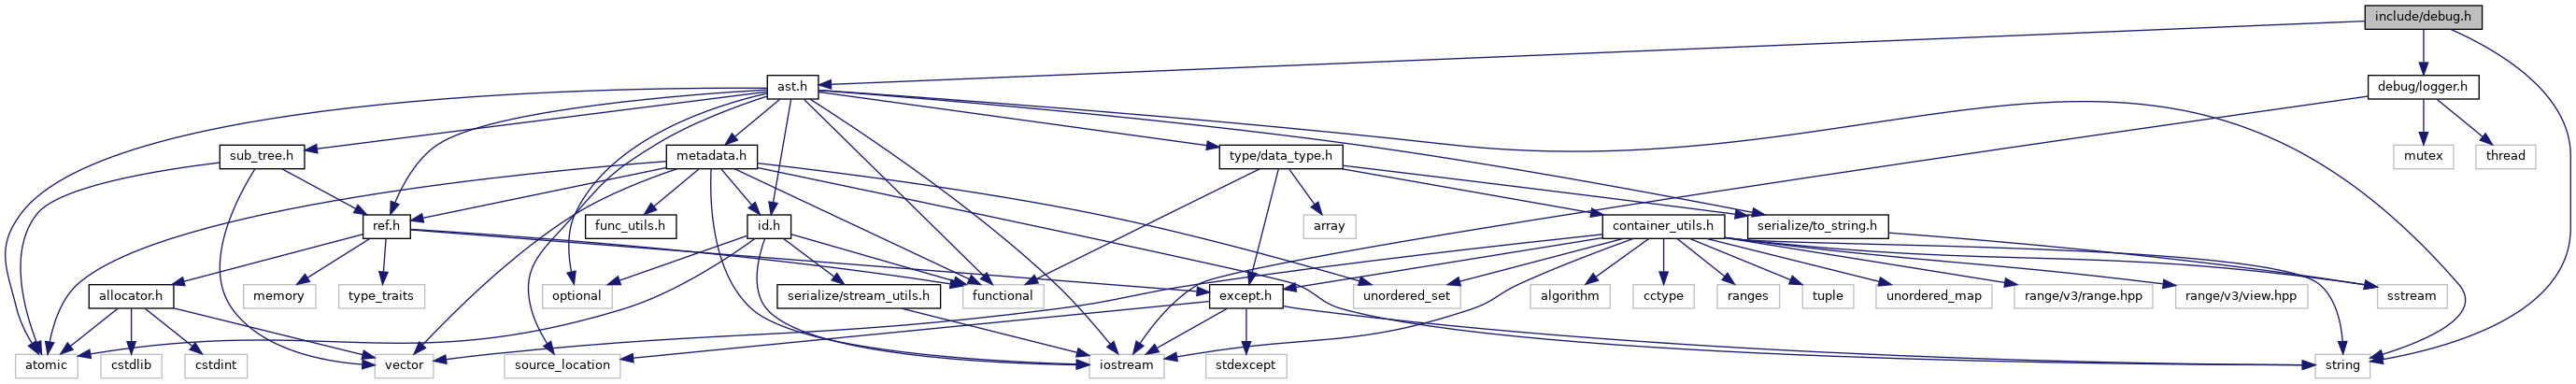 include/debug.h
ast.h
debug/logger.h
sub_tree.h
metadata.h
type/data_type.h
mutex
thread
ref.h
func_utils.h
id.h
array
container_utils.h
serialize/to_string.h
allocator.h
memory
type_traits
optional
serialize/stream_utils.h
functional
except.h
unordered_set
algorithm
cctype
ranges
tuple
unordered_map
range/v3/range.hpp
range/v3/view.hpp
sstream
atomic
cstdlib
cstdint
vector
source_location
iostream
stdexcept
string